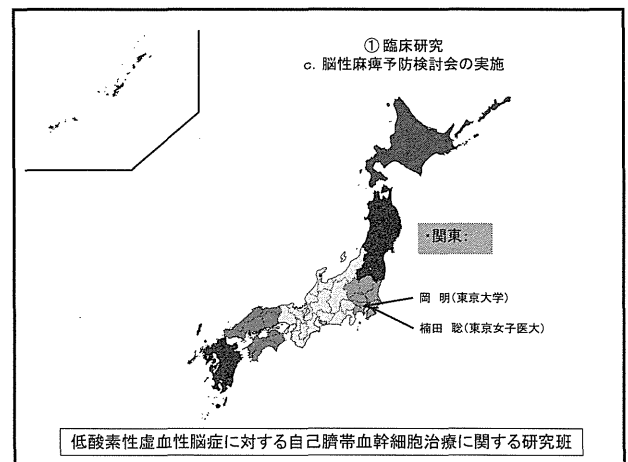 ① 臨床研究
c. 脳性麻痺予防検討会の実施
・関東:
岡　明(東京大学)
楠田　聡(東京女子医大)
低酸素性虚血性脳症に対する自己臍帯血幹細胞治療に関する研究班